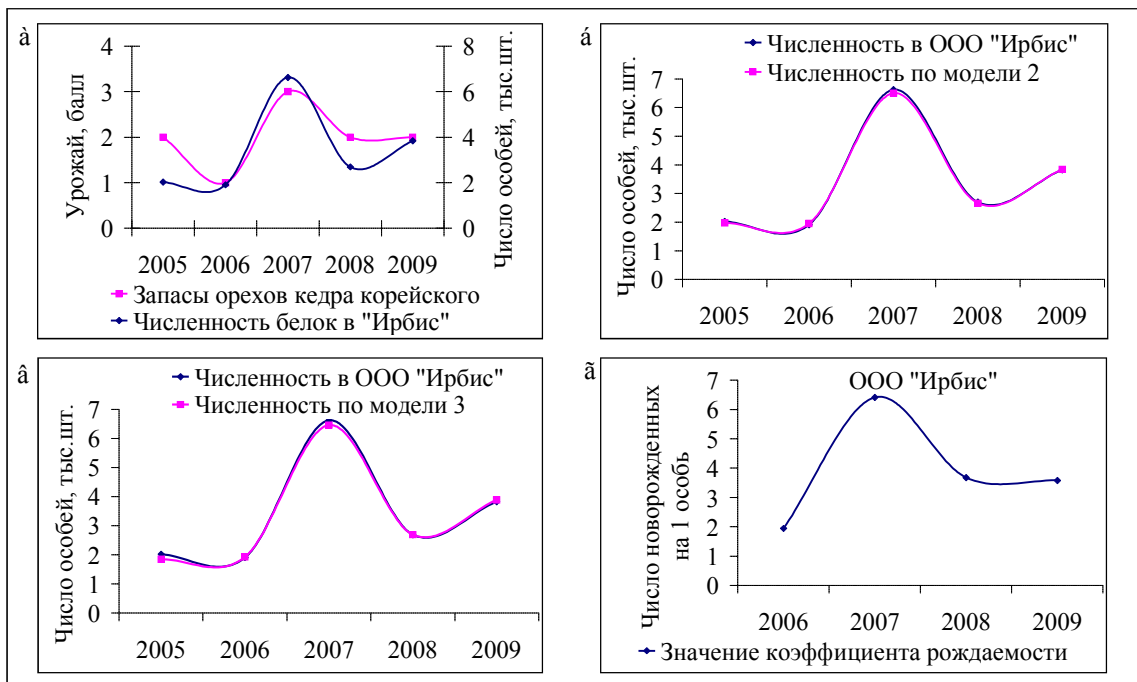 à
Урожай, балл
4
3
2
1
0
8
6
4
2
0
Число особей, тыс.шт.
2005 2006 2007 2008 2009
Запасы орехов кедра корейского
Численность белок в "Ирбис"
á
Численность в ООО "Ирбис"
Численность по модели 2
Число особей, тыс.шт.
7
6
5
4
3
2
1
0
2005 2006 2007 2008 2009
â
Численность в ООО "Ирбис"
Численность по модели 3
Число особей, тыс.шт.
7
6
5
4
3
2
1
0
2005 2006 2007 2008 2009
ã
ООО "Ирбис"
Число новорожденных
на 1 особь
7
6
5
4
3
2
1
0
2006 2007 2008 2009
Значение коэффициента рождаемости